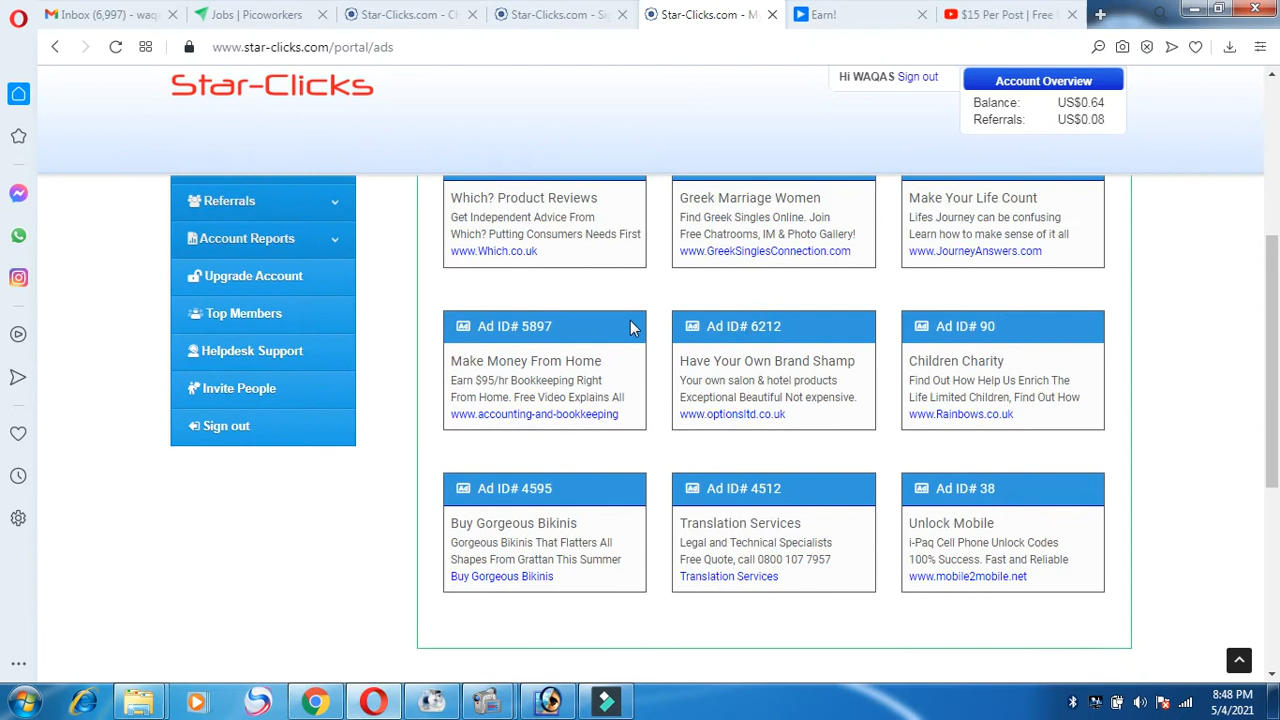 Inbox (6,997) - waq
Jobs | Picoworkers
Star-Clicks.com - C
Star-Clicks.com - Sig
Star-Clicks.com - M
Earn!
$15 Per Post | Free
www.star-clicks.com/portal/ads
Star-Clicks
Hi WAQAS Sign out
Account Overview
Balance: US$0.64
Referrals: US$0.08
Referrals
Account Reports
Upgrade Account
Top Members
Helpdesk Support
Invite People
Sign out
Which? Product Reviews
Get Independent Advice From
Which? Putting Consumers Needs First
www.Which.co.uk
Greek Marriage Women
Find Greek Singles Online. Join
Free Chatrooms, IM & Photo Gallery!
www.GreekSinglesConnection.com
Make Your Life Count
Lifes Journey can be confusing
Learn how to make sense of it all
www.JourneyAnswers.com
Ad Ad ID# 5897
Make Money From Home
Earn $95/hr Bookkeeping Right
From Home. Free Video Explains All
www.accounting-and-bookkeeping
Ad Ad ID# 6212
Have Your Own Brand Shamp
Your own salon & hotel products
Exceptional Beautiful Not expensive.
www.optionsltd.co.uk
Ad Ad ID# 90
Children Charity
Find Out How Help Us Enrich The
Life Limited Children, Find Out How
www.Rainbows.co.uk
Ad Ad ID# 4595
Buy Gorgeous Bikinis
Gorgeous Bikinis That Flatters All
Shapes From Grattan This Summer
Buy Gorgeous Bikinis
Ad Ad ID# 4512
Translation Services
Legal and Technical Specialists
Free Quote, call 0800 107 7957
Translation Services
Ad Ad ID# 38
Unlock Mobile
i-Paq Cell Phone Unlock Codes
100% Success. Fast and Reliable
www.mobile2mobile.net
8:48 PM
5/4/2021